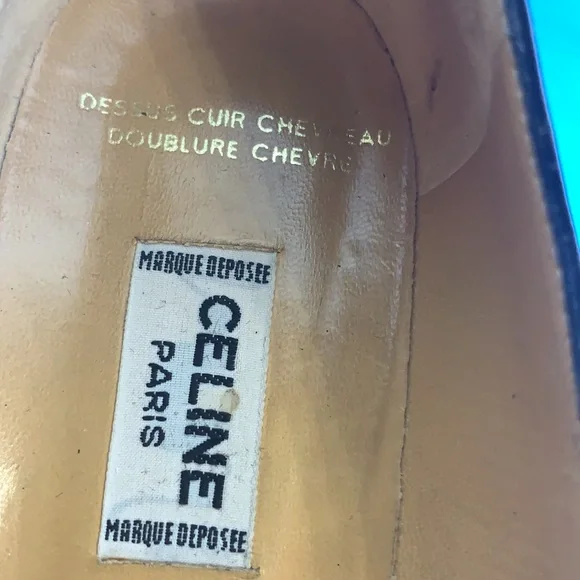 DESSUS CUIR CHEVREAU
DOUBLURE CHEVRE
MARQUE DEPOSEE
CELINE
PARIS
MARQUE DEPOSEE